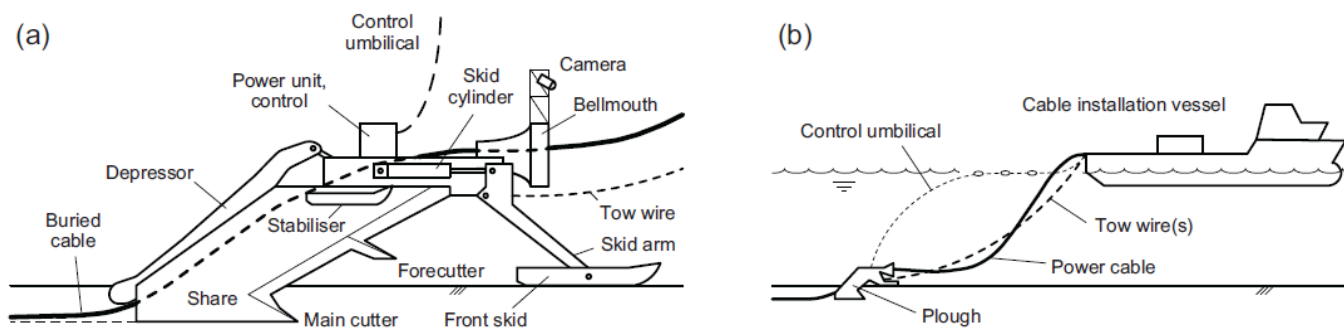 (a)
Control
umbilical
Camera
Power unit,
control
Skid
cylinder
Bellmouth
Depressor
Stabiliser
Tow wire
Buried
cable
Skid arm
Forecutter
Share
Main cutter
Front skid
(b)
Cable installation vessel
Control umbilical
Tow wire(s)
Power cable
Plough